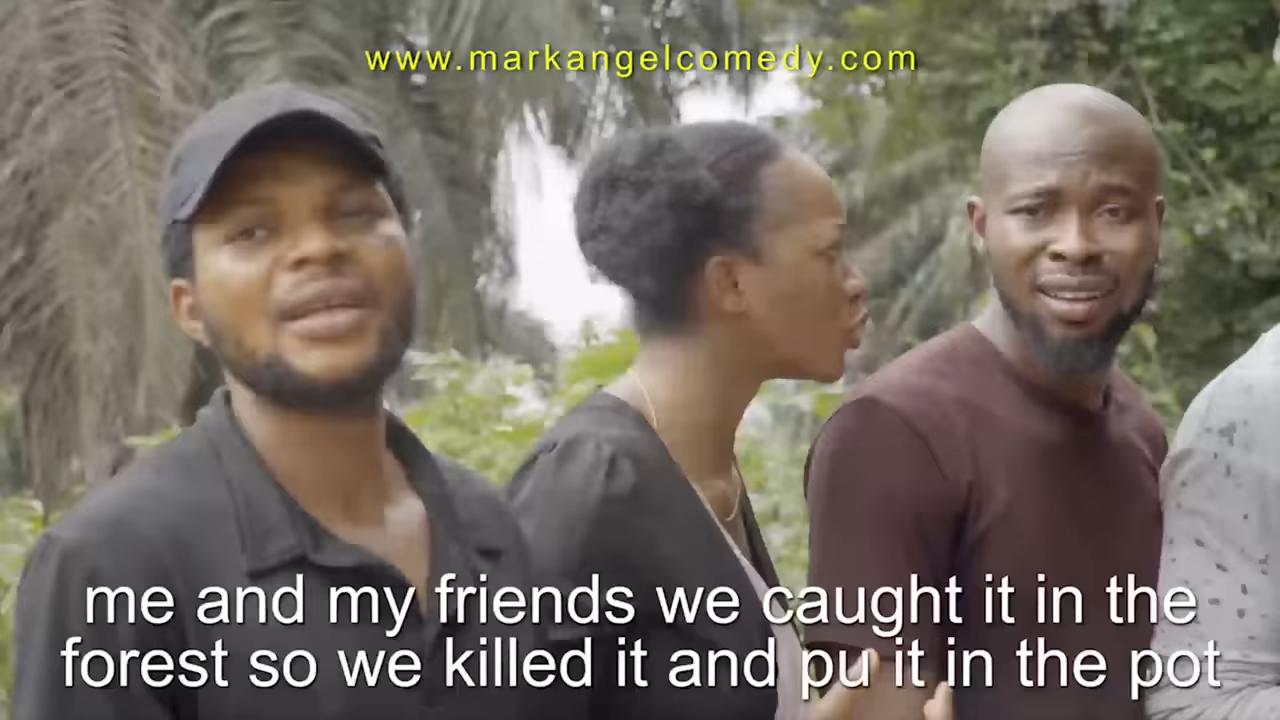 www.markangelcomedy.com
me and my friends we caught it in the
forest so we killed it and pu it in the pot